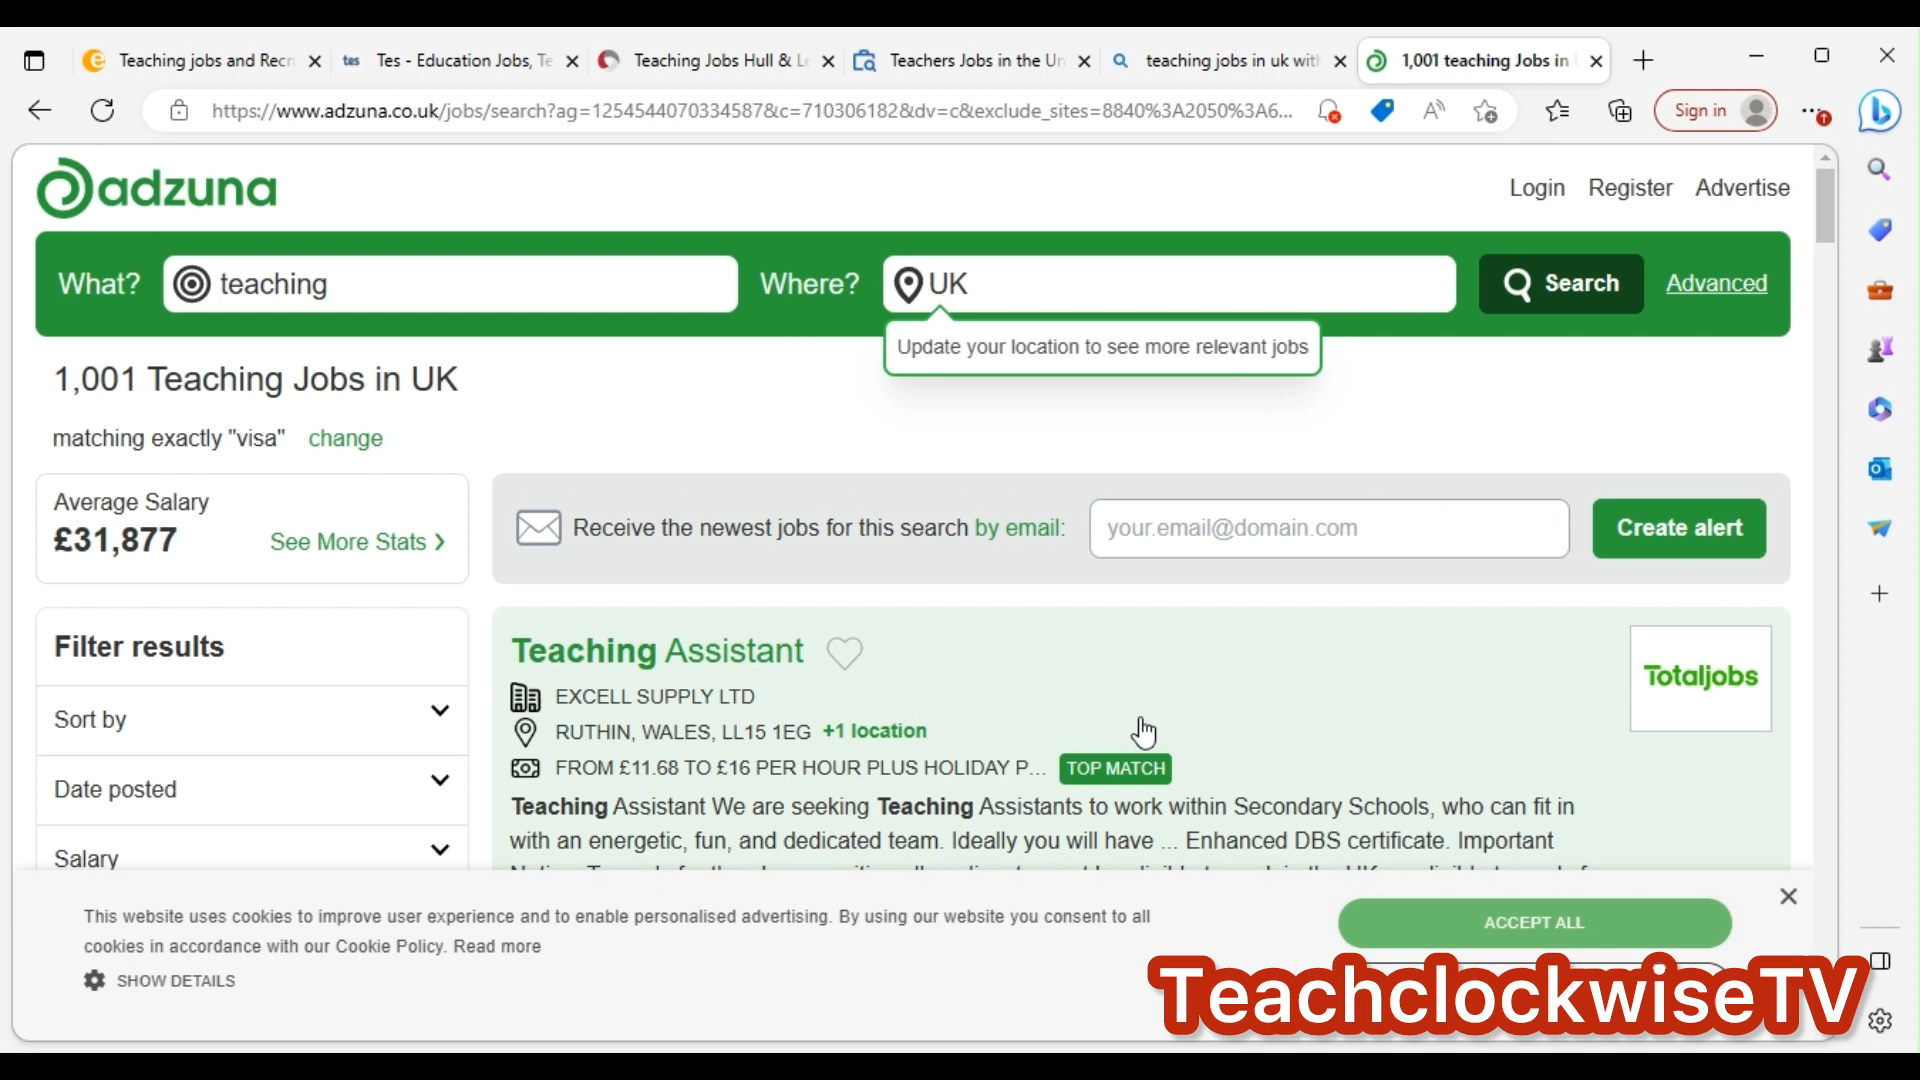 Teaching jobs and Recr
tes Tes - Education Jobs, Te
Teaching Jobs Hull & Le
Teachers Jobs in the Un
teaching jobs in uk with
1,001 teaching Jobs in
https://www.adzuna.co.uk/jobs/search?ag=125454407033458​7&c=710306182&dv=c&exclude_sites=8840%3A2050%3A6...
Sign in
adzuna
Login Register Advertise
What? teaching Where? UK Search Advanced
Update your location to see more relevant jobs
1,001 Teaching Jobs in UK
matching exactly "visa" change
Average Salary
£31,877 See More Stats
Receive the newest jobs for this search by email: your.email@domain.com Create alert
Filter results
Sort by
Date posted
Salary
Teaching Assistant
Totaljobs
EXCELL SUPPLY LTD
RUTHIN, WALES, LL15 1EG +1 location
FROM £11.68 TO £16 PER HOUR PLUS HOLIDAY P... TOP MATCH
Teaching Assistant We are seeking Teaching Assistants to work within Secondary Schools, who can fit in
with an energetic, fun, and dedicated team. Ideally you will have ... Enhanced DBS certificate. Important
This website uses cookies to improve user experience and to enable personalised advertising. By using our website you consent to all
cookies in accordance with our Cookie Policy. Read more
SHOW DETAILS
ACCEPT ALL
TeachclockwiseTV